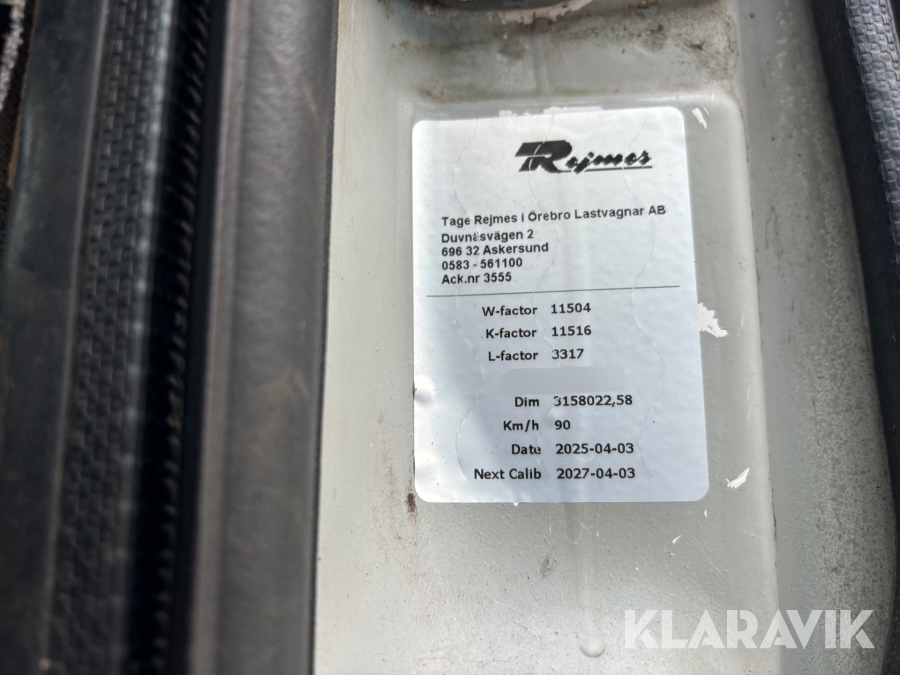 Rejmes
Tage Rejmes i Örebro Lastvagnar AB
Duvnäsvägen 2
696 32 Askersund
0583 - 561100
Ack.nr 3555
W-factor 11504
K-factor 11516
L-factor 3317
Dim 3158022,58
Km/h 90
Date 2025-04-03
Next Calib 2027-04-03
KLARAVIK